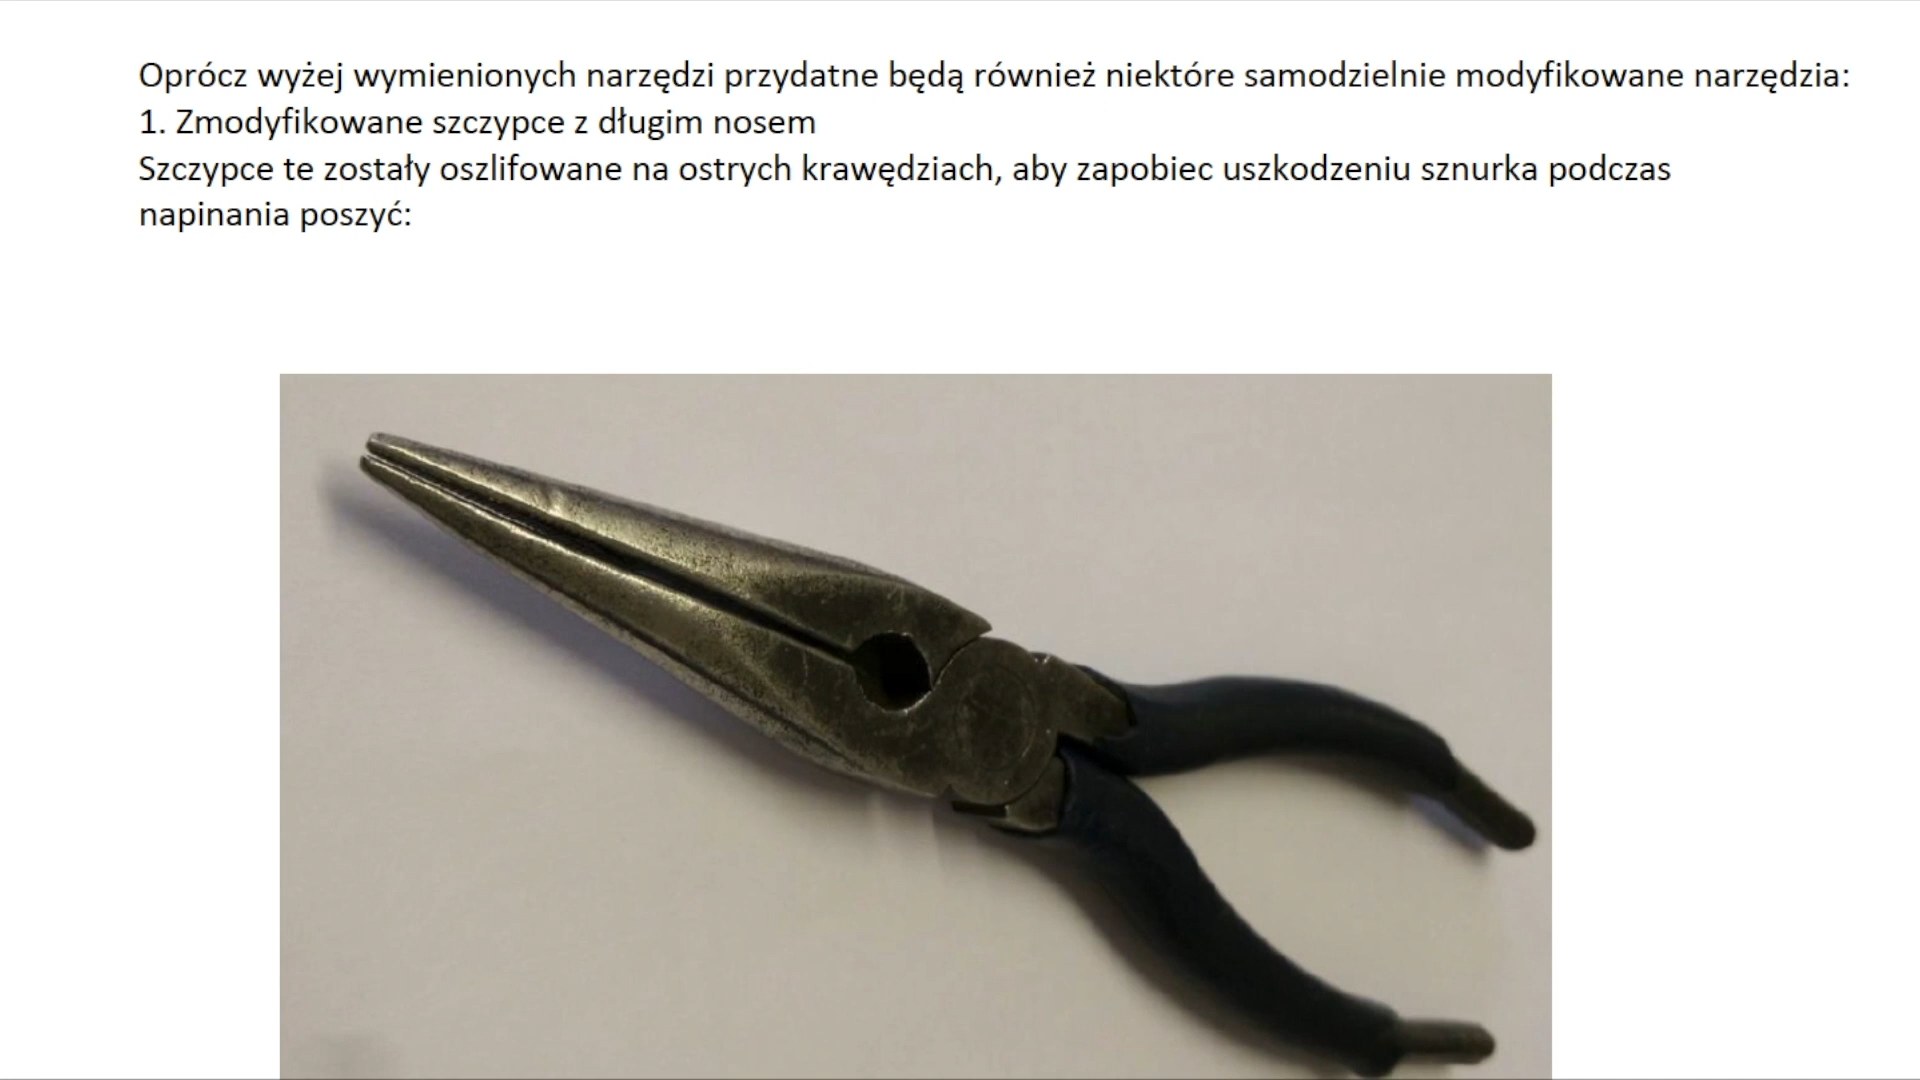 Oprócz wyżej wymienionych narzędzi przydatne będą również niektóre samodzielnie modyfikowane narzędzia:
1. Zmodyfikowane szczypce z długim nosem
Szczypce te zostały oszlifowane na ostrych krawędziach, aby zapobiec uszkodzeniu sznurka podczas
napinania poszyć: